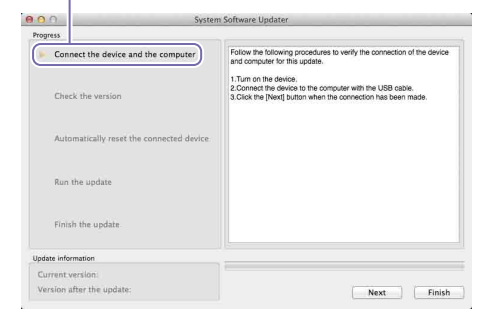 System Software Updater
Progress
Connect the device and the computer
Check the version
Automatically reset the connected device
Run the update
Finish the update
Follow the following procedures to verify the connection of the device
and computer for this update.
1.Turn on the device.
2.Connect the device to the computer with the USB cable.
3.Click the [Next] button when the connection has been made.
Update information
Current version:
Version after the update:
Next
Finish